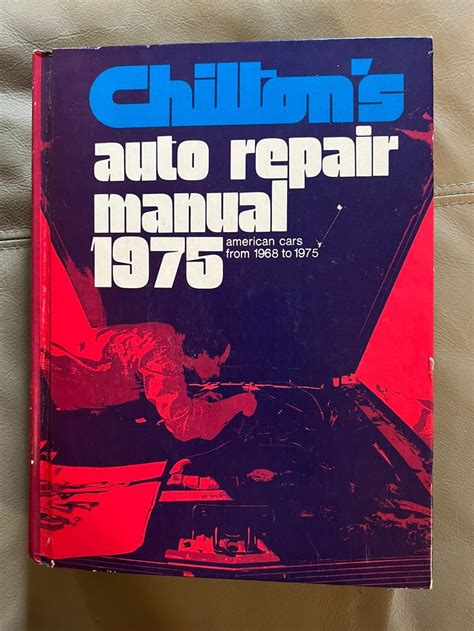 Chilton's
auto repair
manual
1975
american cars
from 1968 to 1975